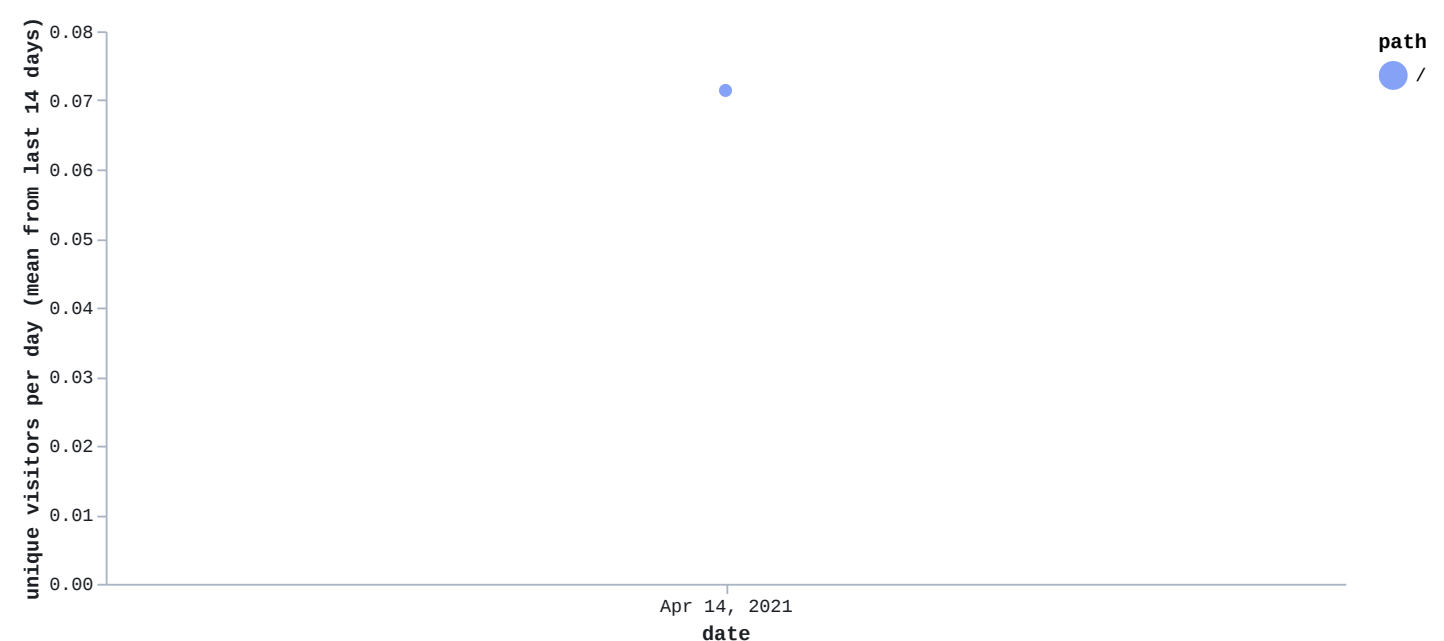 unique visitors per day (mean from last 14 days)
0.08
0.07
0.06
0.05
0.04
0.03
0.02
0.01
0.00
Apr 14, 2021
date
path
/